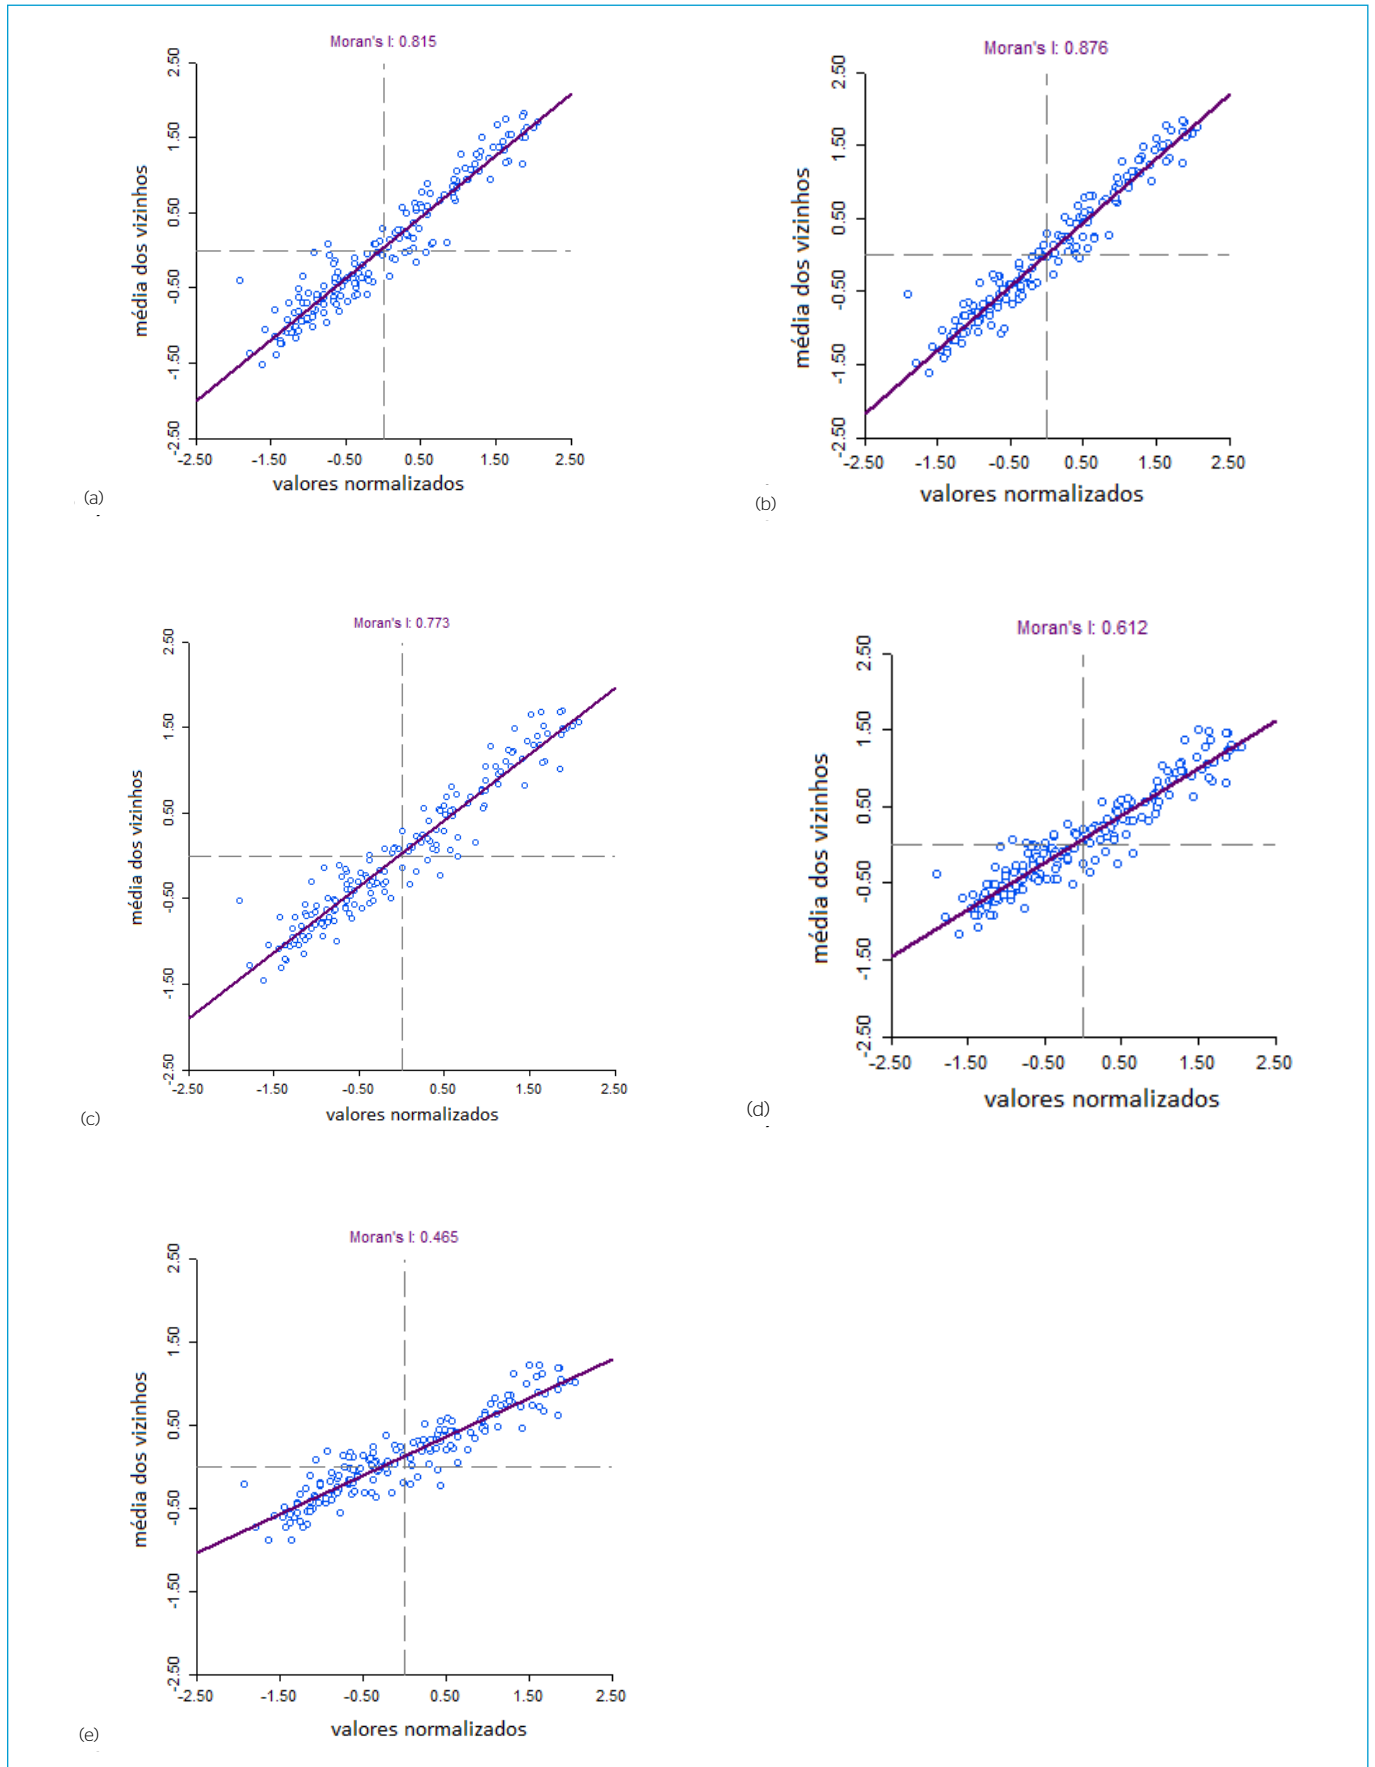 Moran's I: 0.815
2.50
1.50
0.50
-0.50
-1.50
-2.50
média dos vizinhos
-2.50 -1.50 -0.50 0.50 1.50 2.50
valores normalizados
(a)
Moran's I: 0.876
2.50
1.50
0.50
-0.50
-1.50
-2.50
média dos vizinhos
-2.50 -1.50 -0.50 0.50 1.50 2.50
valores normalizados
(b)
Moran's I: 0.773
2.50
1.50
0.50
-0.50
-1.50
-2.50
média dos vizinhos
-2.50 -1.50 -0.50 0.50 1.50 2.50
valores normalizados
(c)
Moran's I: 0.612
2.50
1.50
0.50
-0.50
-1.50
-2.50
média dos vizinhos
-2.50 -1.50 -0.50 0.50 1.50 2.50
valores normalizados
(d)
Moran's I: 0.465
2.50
1.50
0.50
-0.50
-1.50
-2.50
média dos vizinhos
-2.50 -1.50 -0.50 0.50 1.50 2.50
valores normalizados
(e)